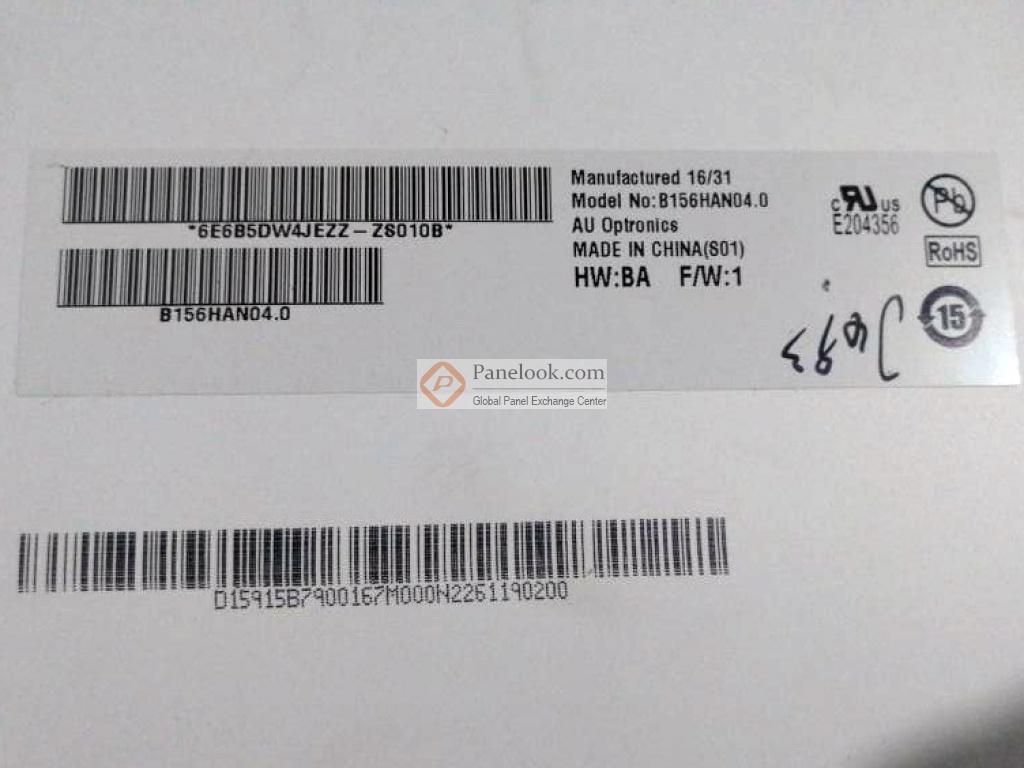 *6E6B5DW4JEZZ-ZS010B*
B156HAN04.0
Manufactured 16/31
Model No:B156HAN04.0
AU Optronics
MADE IN CHINA(S01)
HW:BA F/W:1
c RU US
E204356
Pb
RoHS
15
Panelook.com
Global Panel Exchange Center
D15915B7900167M000N2261190200